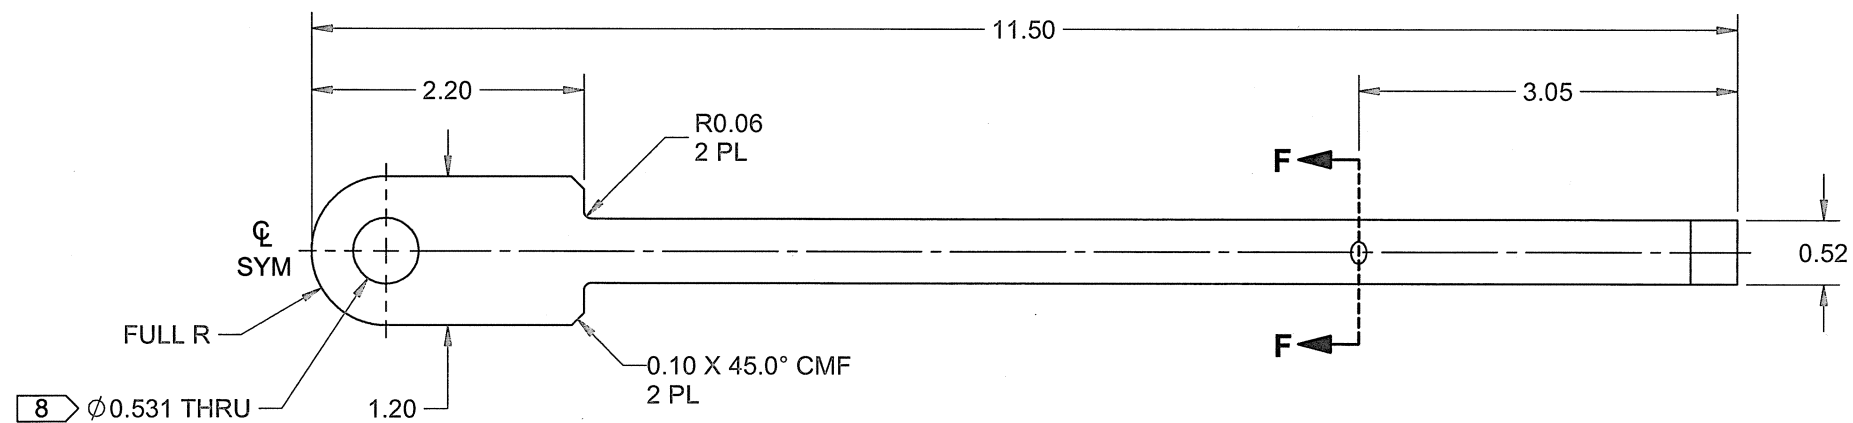 11.50
2.20
3.05
R0.06
2 PL
F
℄
SYM
0.52
FULL R
F
0.10 X 45.0° CMF
2 PL
8
Ø0.531 THRU
1.20